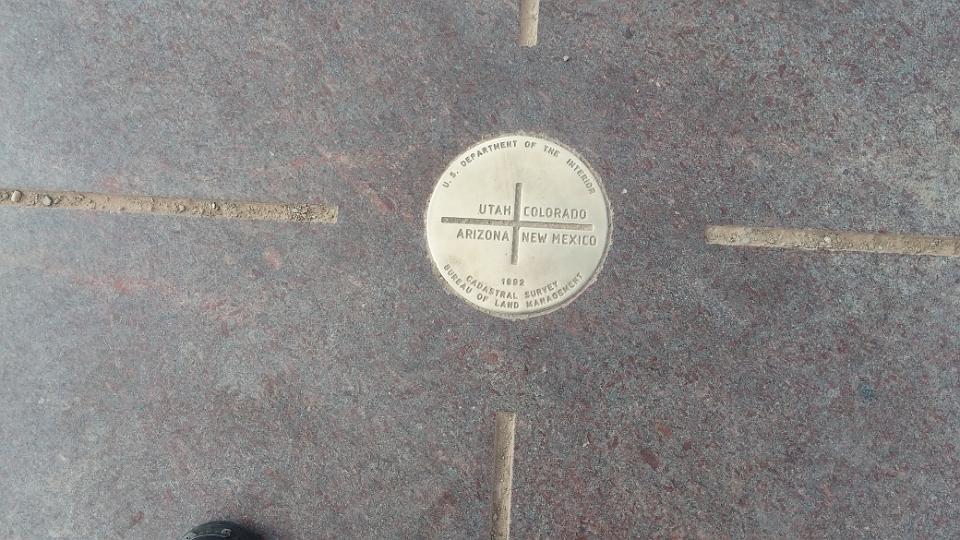 U. S. DEPARTMENT OF THE INTERIOR
UTAH COLORADO
ARIZONA NEW MEXICO
1992
CADASTRAL SURVEY
BUREAU OF LAND MANAGEMENT